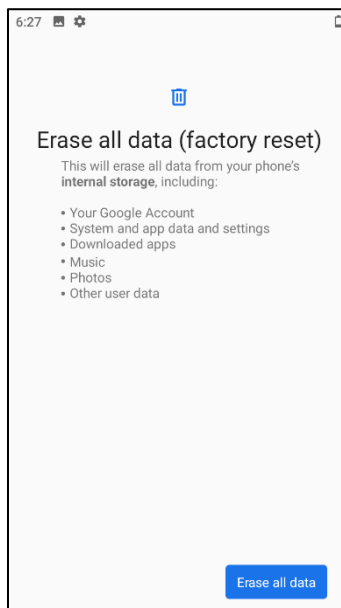 6:27
Erase all data (factory reset)
This will erase all data from your phone's
internal storage, including:
• Your Google Account
• System and app data and settings
• Downloaded apps
• Music
• Photos
• Other user data
Erase all data